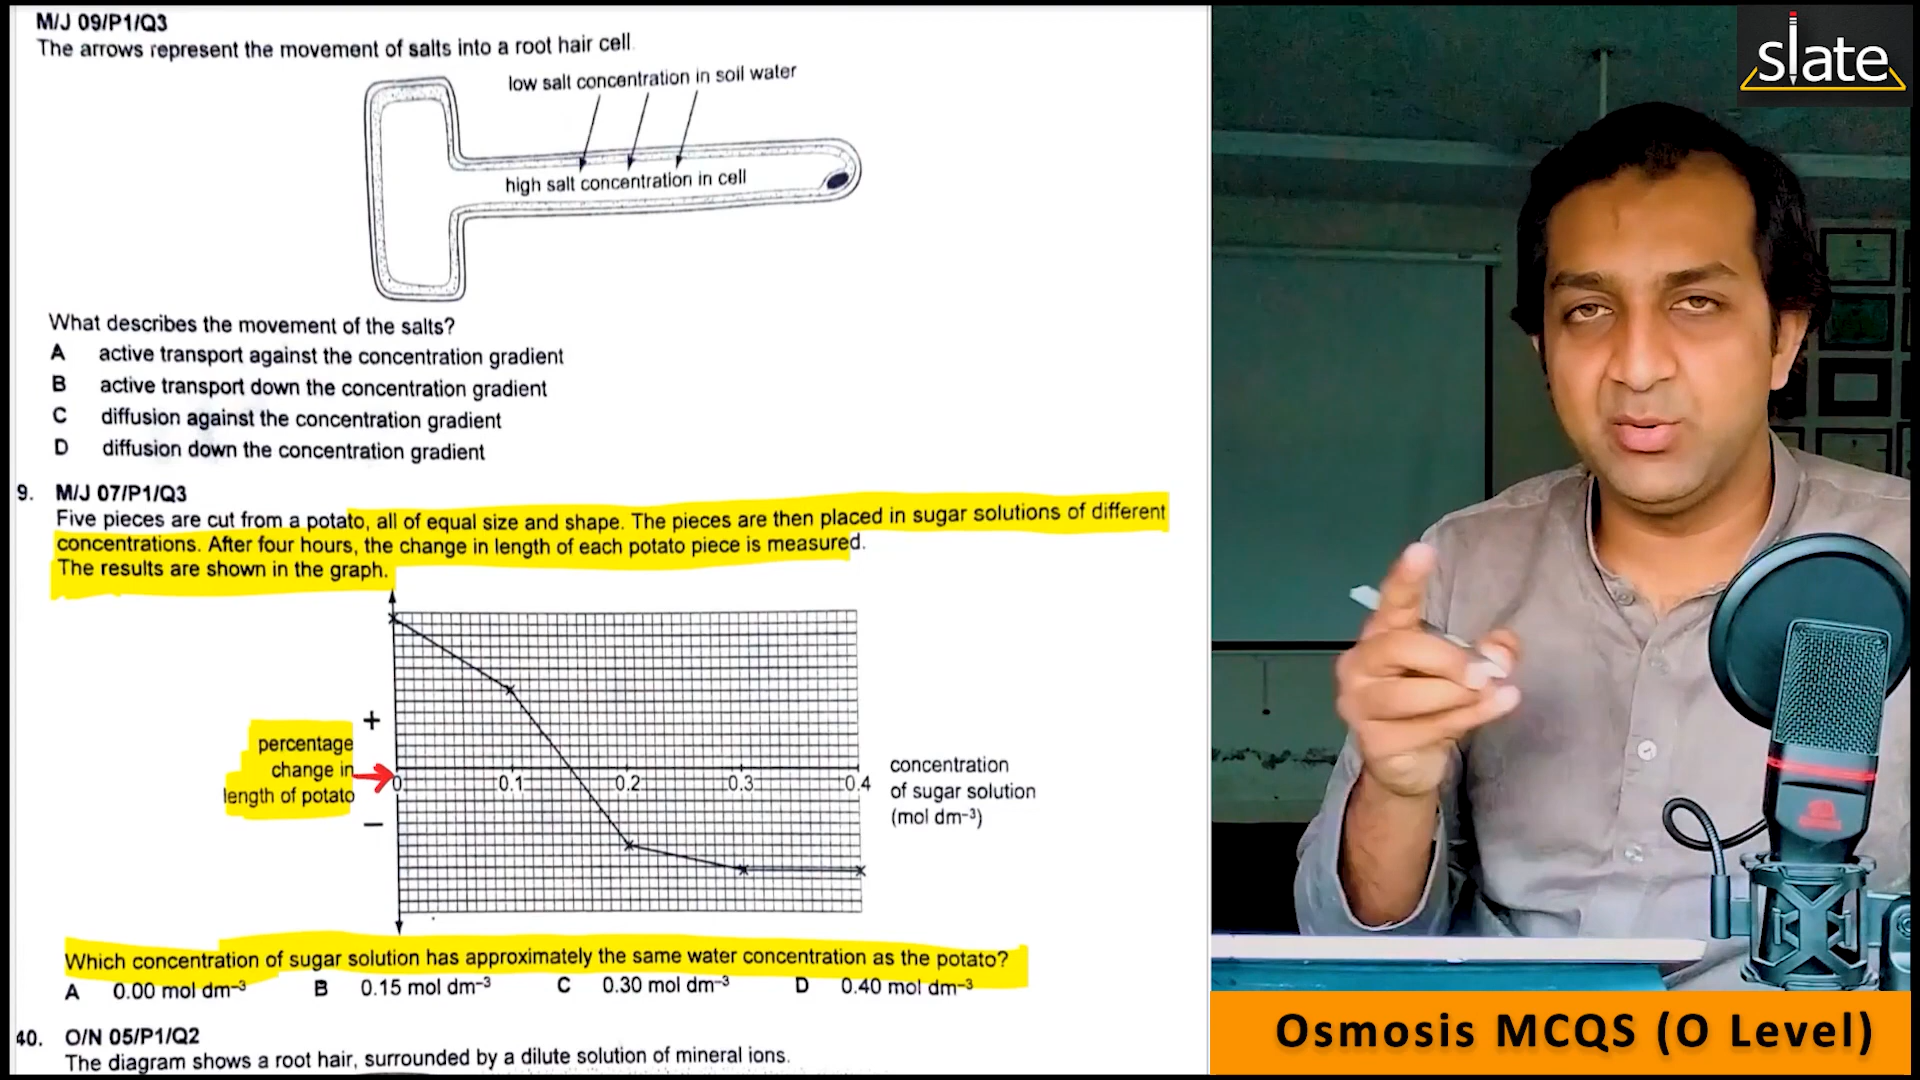 M/J 09/P1/Q3
The arrows represent the movement of salts into a root hair cell.
low salt concentration in soil water
high salt concentration in cell
What describes the movement of the salts?
A active transport against the concentration gradient
B active transport down the concentration gradient
C diffusion against the concentration gradient
D diffusion down the concentration gradient
9. M/J 07/P1/Q3
Five pieces are cut from a potato, all of equal size and shape. The pieces are then placed in sugar solutions of different
concentrations. After four hours, the change in length of each potato piece is measured.
The results are shown in the graph.
+
percentage
change in
length of potato
−
0 0.1 0.2 0.3 0.4
concentration
of sugar solution
(mol dm⁻³)
Which concentration of sugar solution has approximately the same water concentration as the potato?
A 0.00 mol dm⁻³ B 0.15 mol dm⁻³ C 0.30 mol dm⁻³ D 0.40 mol dm⁻³
40. O/N 05/P1/Q2
The diagram shows a root hair, surrounded by a dilute solution of mineral ions.
slate
Osmosis MCQS (O Level)